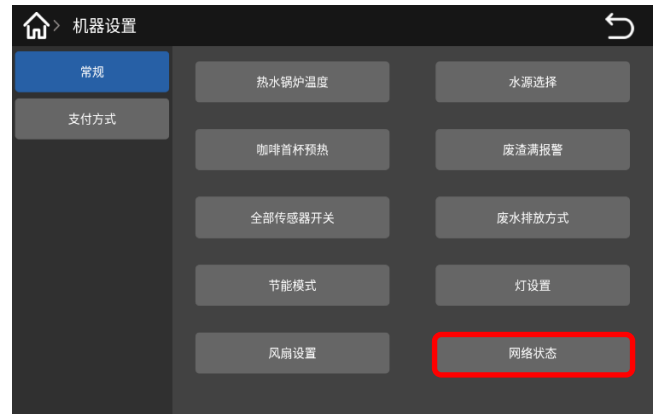 > 机器设置
常规
支付方式
热水锅炉温度
水源选择
咖啡首杯预热
废渣满报警
全部传感器开关
废水排放方式
节能模式
灯设置
风扇设置
网络状态